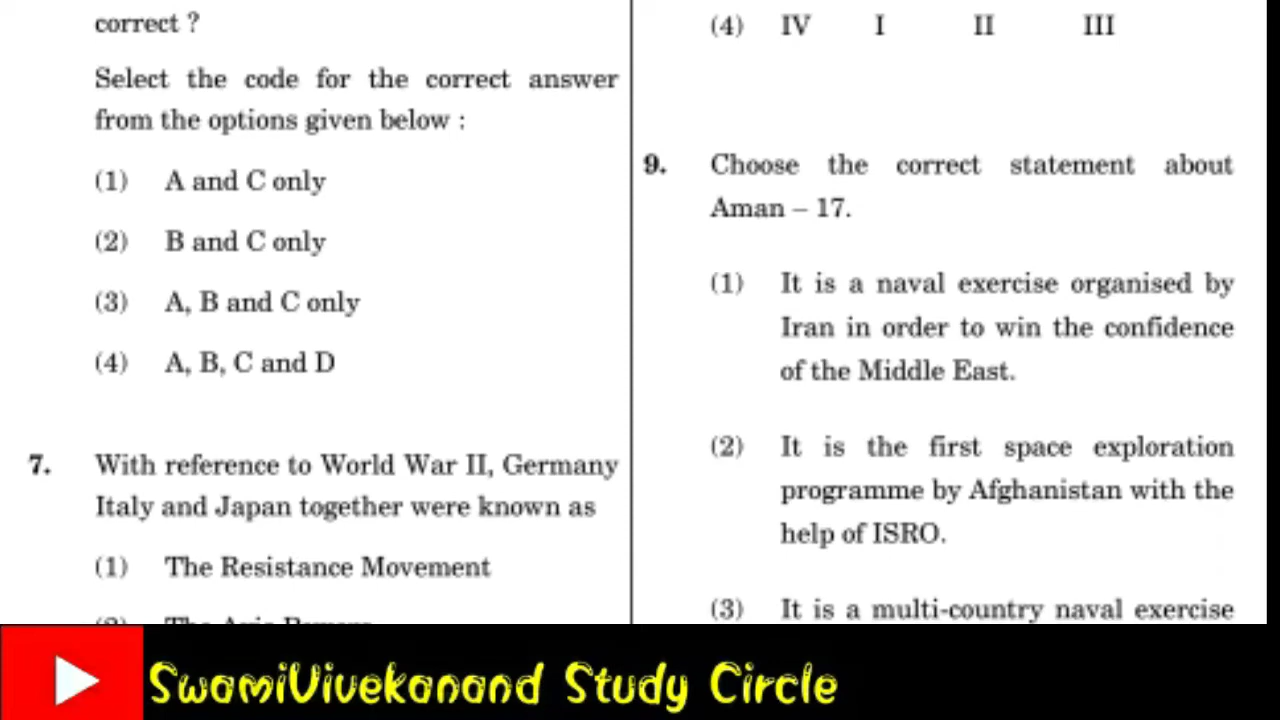 correct ?
Select the code for the correct answer
from the options given below :
(1) A and C only
(2) B and C only
(3) A, B and C only
(4) A, B, C and D
7. With reference to World War II, Germany
Italy and Japan together were known as
(1) The Resistance Movement
(4) IV I II III
9. Choose the correct statement about
Aman – 17.
(1) It is a naval exercise organised by
Iran in order to win the confidence
of the Middle East.
(2) It is the first space exploration
programme by Afghanistan with the
help of ISRO.
(3) It is a multi-country naval exercise
SwamiVivekanand Study Circle